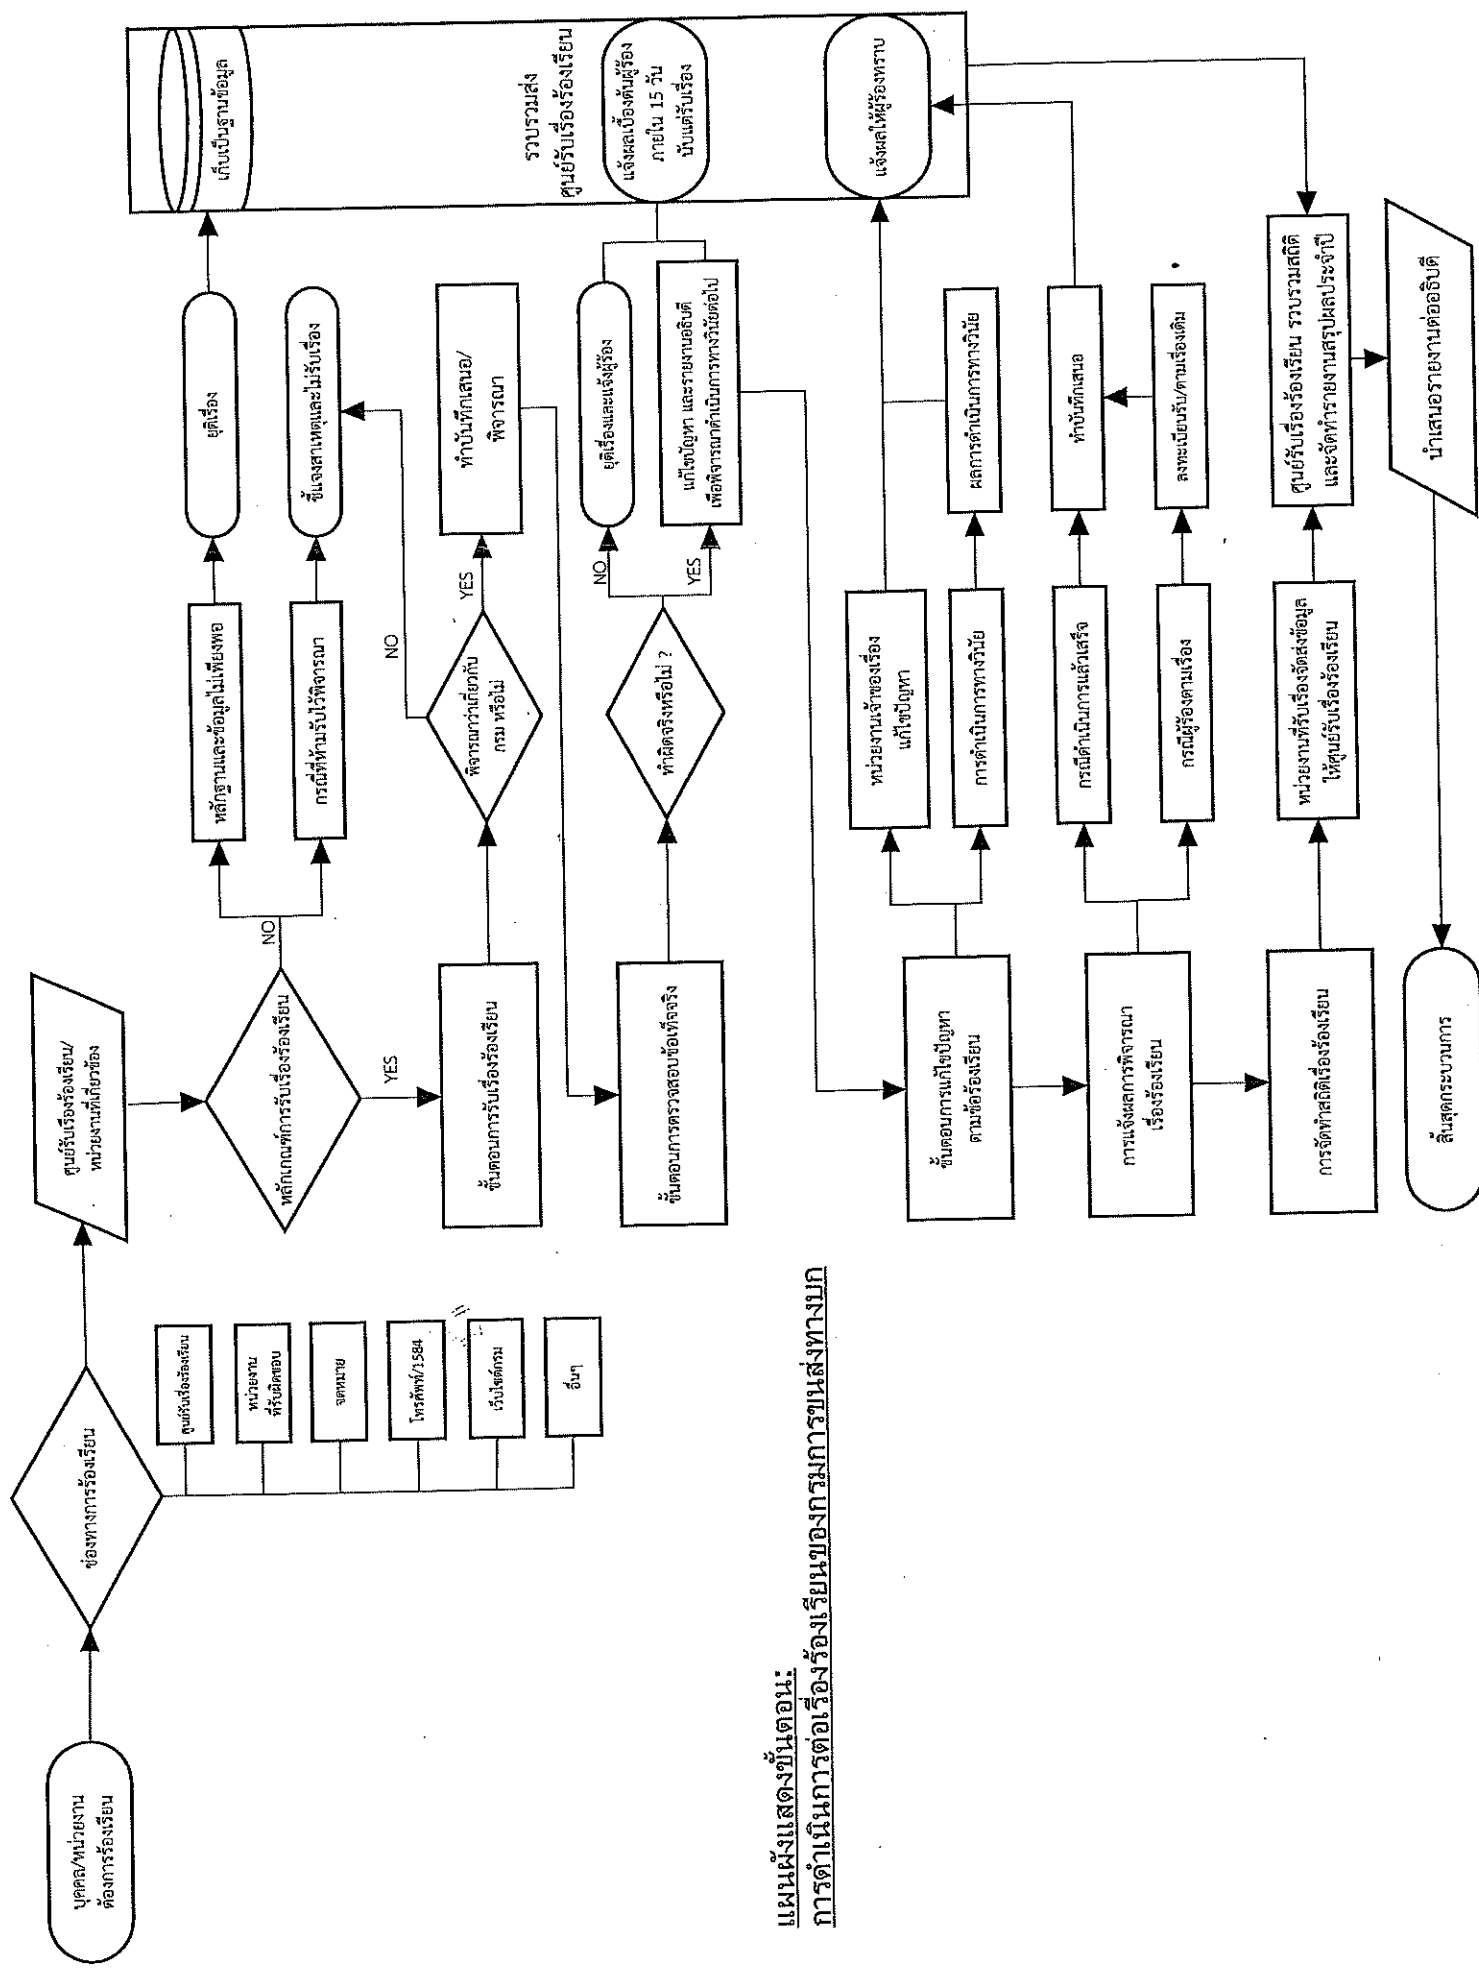 บุคคล/หน่วยงาน
ต้องการร้องเรียน
ช่องทางการร้องเรียน
ศูนย์รับเรื่องร้องเรียน
หน่วยงาน
ที่รับผิดชอบ
จดหมาย
โทรศัพท์/1584
เว็บไซต์กรม
อื่นๆ
ศูนย์รับเรื่องร้องเรียน/
หน่วยงานที่เกี่ยวข้อง
หลักเกณฑ์การรับเรื่องร้องเรียน
NO
YES
หลักฐานและข้อมูลไม่เพียงพอ
ยุติเรื่อง
เก็บเป็นฐานข้อมูล
กรณีที่ห้ามรับไว้พิจารณา
ชี้แจงสาเหตุและไม่รับเรื่อง
ขั้นตอนการรับเรื่องร้องเรียน
พิจารณาว่าเกี่ยวกับ
กรม หรือไม่
NO
YES
ทำบันทึกเสนอ/
พิจารณา
รวบรวมส่ง
ศูนย์รับเรื่องร้องเรียน
ขั้นตอนการตรวจสอบข้อเท็จจริง
ทำผิดจริงหรือไม่ ?
NO
YES
ยุติเรื่องและแจ้งผู้ร้อง
แก้ไขปัญหา และรายงานอธิบดี
เพื่อพิจารณาดำเนินการทางวินัยต่อไป
แจ้งผลเบื้องต้นผู้ร้อง
ภายใน 15 วัน
นับแต่รับเรื่อง
ขั้นตอนการแก้ไขปัญหา
ตามข้อร้องเรียน
หน่วยงานเจ้าของเรื่อง
แก้ไขปัญหา
การดำเนินการทางวินัย
ผลการดำเนินการทางวินัย
แจ้งผลให้ผู้ร้องทราบ
การแจ้งผลการพิจารณา
เรื่องร้องเรียน
กรณีดำเนินการแล้วเสร็จ
ทำบันทึกเสนอ
กรณีผู้ร้องตามเรื่อง
ลงทะเบียนรับ/ตามเรื่องเดิม
การจัดทำสถิติเรื่องร้องเรียน
หน่วยงานที่รับเรื่องจัดส่งข้อมูล
ให้ศูนย์รับเรื่องร้องเรียน
ศูนย์รับเรื่องร้องเรียน รวบรวมสถิติ
และจัดทำรายงานสรุปผลประจำปี
นำเสนอรายงานต่ออธิบดี
สิ้นสุดกระบวนการ
แผนผังแสดงขั้นตอน:
การดำเนินการต่อเรื่องร้องเรียนของกรมการขนส่งทางบก